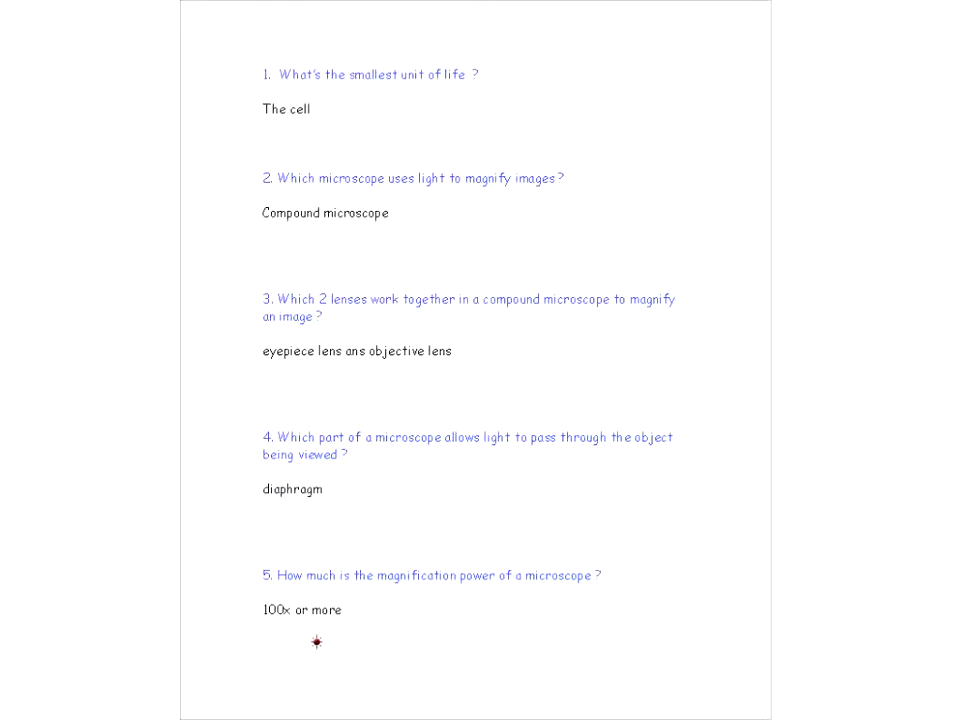 1. What's the smallest unit of life ?
The cell
2. Which microscope uses light to magnify images ?
Compound microscope
3. Which 2 lenses work together in a compound microscope to magnify
an image ?
eyepiece lens ans objective lens
4. Which part of a microscope allows light to pass through the object
being viewed ?
diaphragm
5. How much is the magnification power of a microscope ?
100x or more